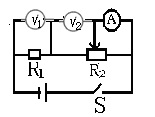 V₁ V₂ A
R₁ R₂
S